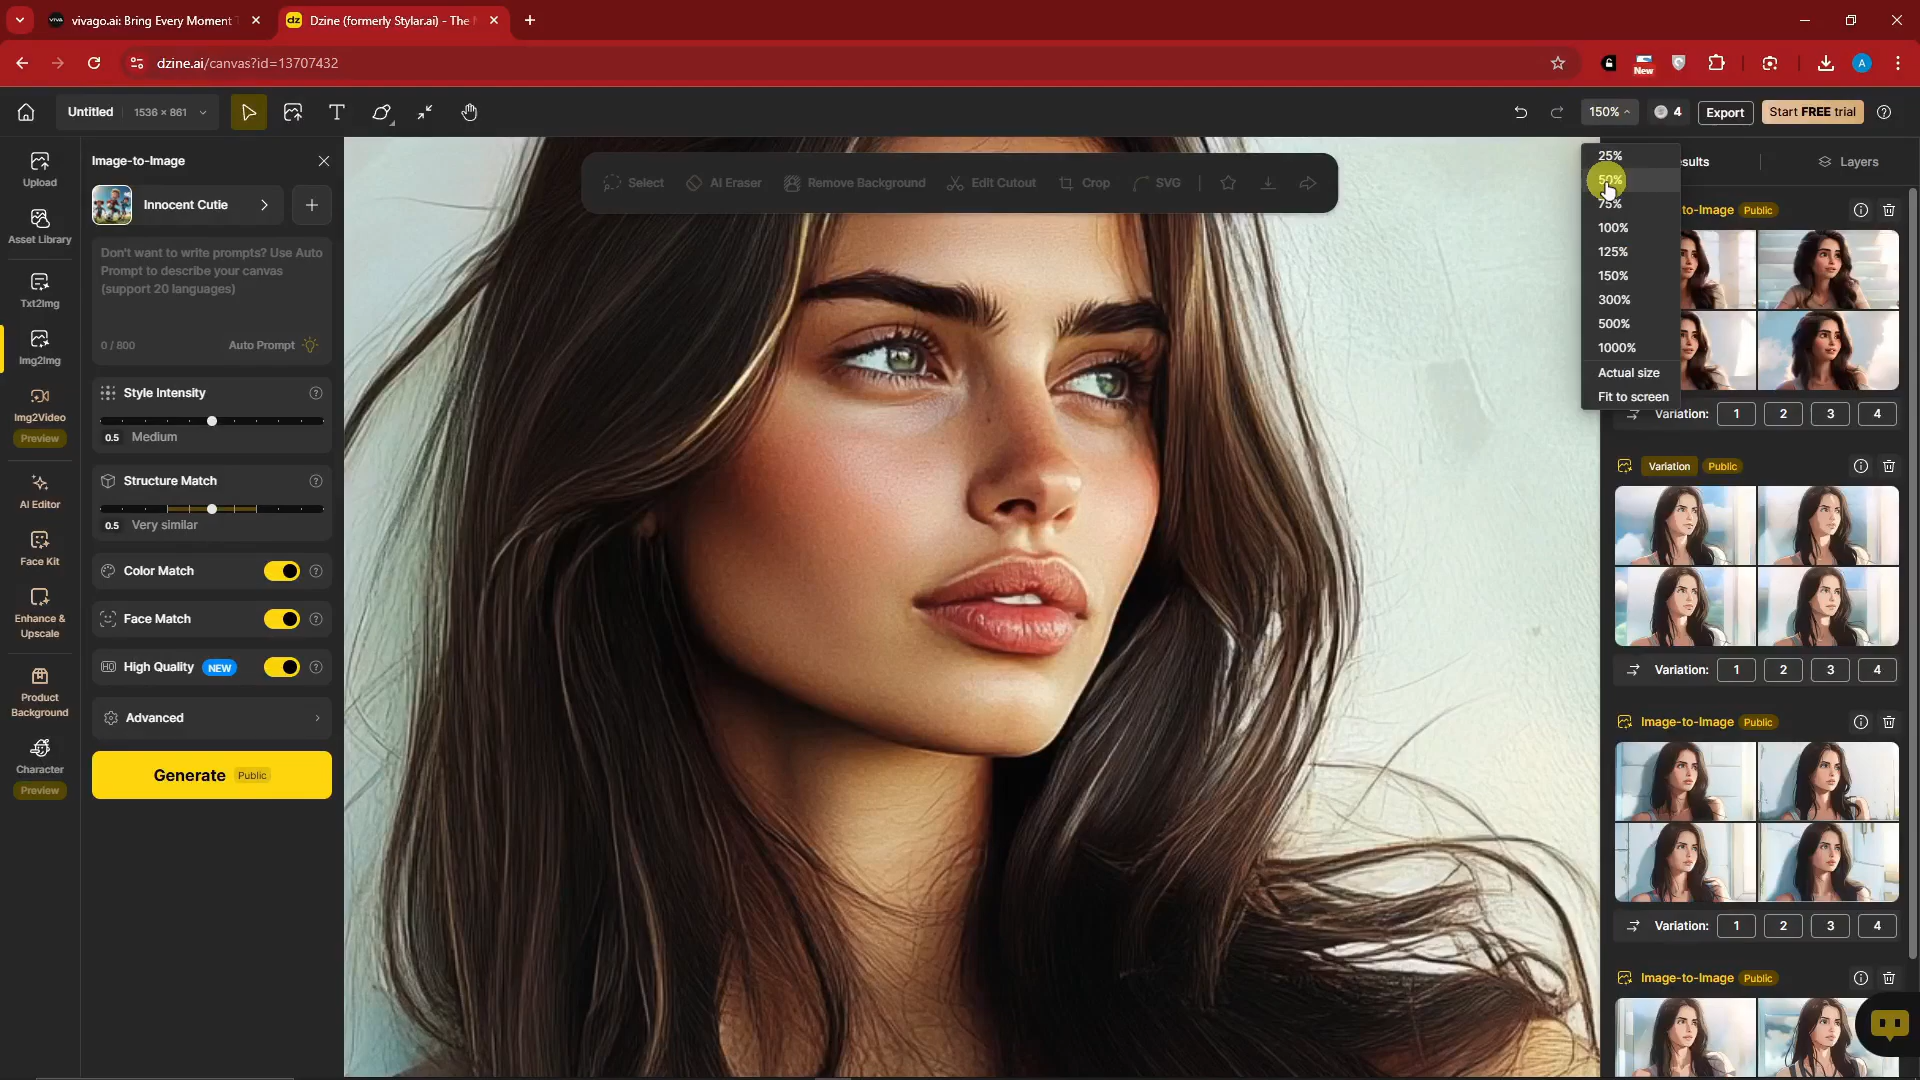 vivago.ai: Bring Every Moment T
Dzine (formerly Stylar.ai) - The
dzine.ai/canvas?id=13707432
New
A
Untitled 1536 × 861
150%
4
Export
Start FREE trial
Upload
Asset Library
Txt2Img
Img2Img
Img2Video
Preview
AI Editor
Face Kit
Enhance &
Upscale
Product
Background
Character
Preview
Image-to-Image
Innocent Cutie
Don't want to write prompts? Use Auto
Prompt to describe your canvas
(support 20 languages)
0 / 800 Auto Prompt
Style Intensity
0.5 Medium
Structure Match
0.5 Very similar
Color Match
Face Match
High Quality NEW
Advanced
Generate Public
Select AI Eraser Remove Background Edit Cutout Crop SVG
25%
50%
75%
100%
125%
150%
300%
500%
1000%
Actual size
Fit to screen
Layers
Public
Variation: 1 2 3 4
Variation Public
Variation: 1 2 3 4
Image-to-Image Public
Variation: 1 2 3 4
Image-to-Image Public